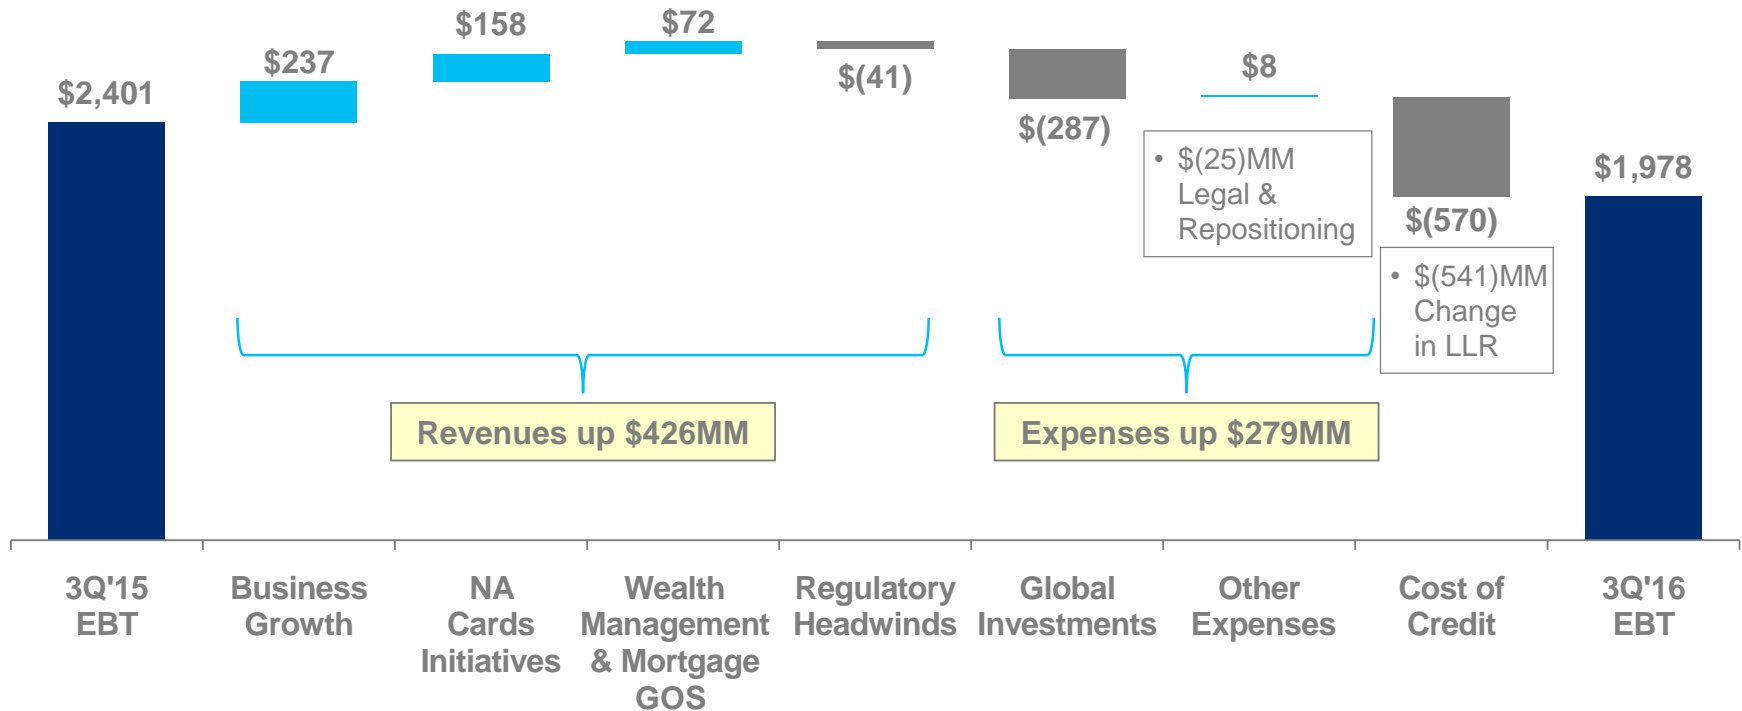 $2,401
$237
$158
$72
$(41)
$(287)
$8
• $(25)MM
Legal &
Repositioning
$(570)
• $(541)MM
Change
in LLR
$1,978
Revenues up $426MM
Expenses up $279MM
3Q'15
EBT
Business
Growth
NA
Cards
Initiatives
Wealth
Management
& Mortgage
GOS
Regulatory
Headwinds
Global
Investments
Other
Expenses
Cost of
Credit
3Q'16
EBT